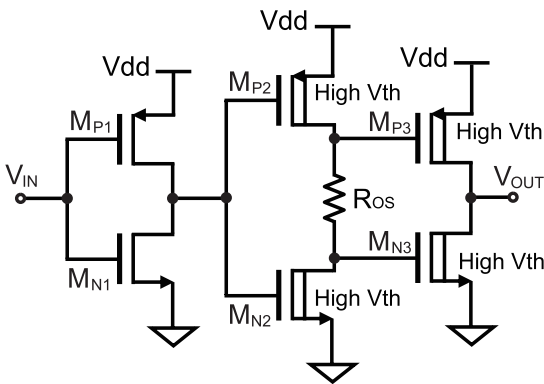 Vdd
Vdd
Vdd
MP2
High Vth
MP1
MP3
High Vth
VIN
ROS
VOUT
MN1
MN3
High Vth
MN2
High Vth